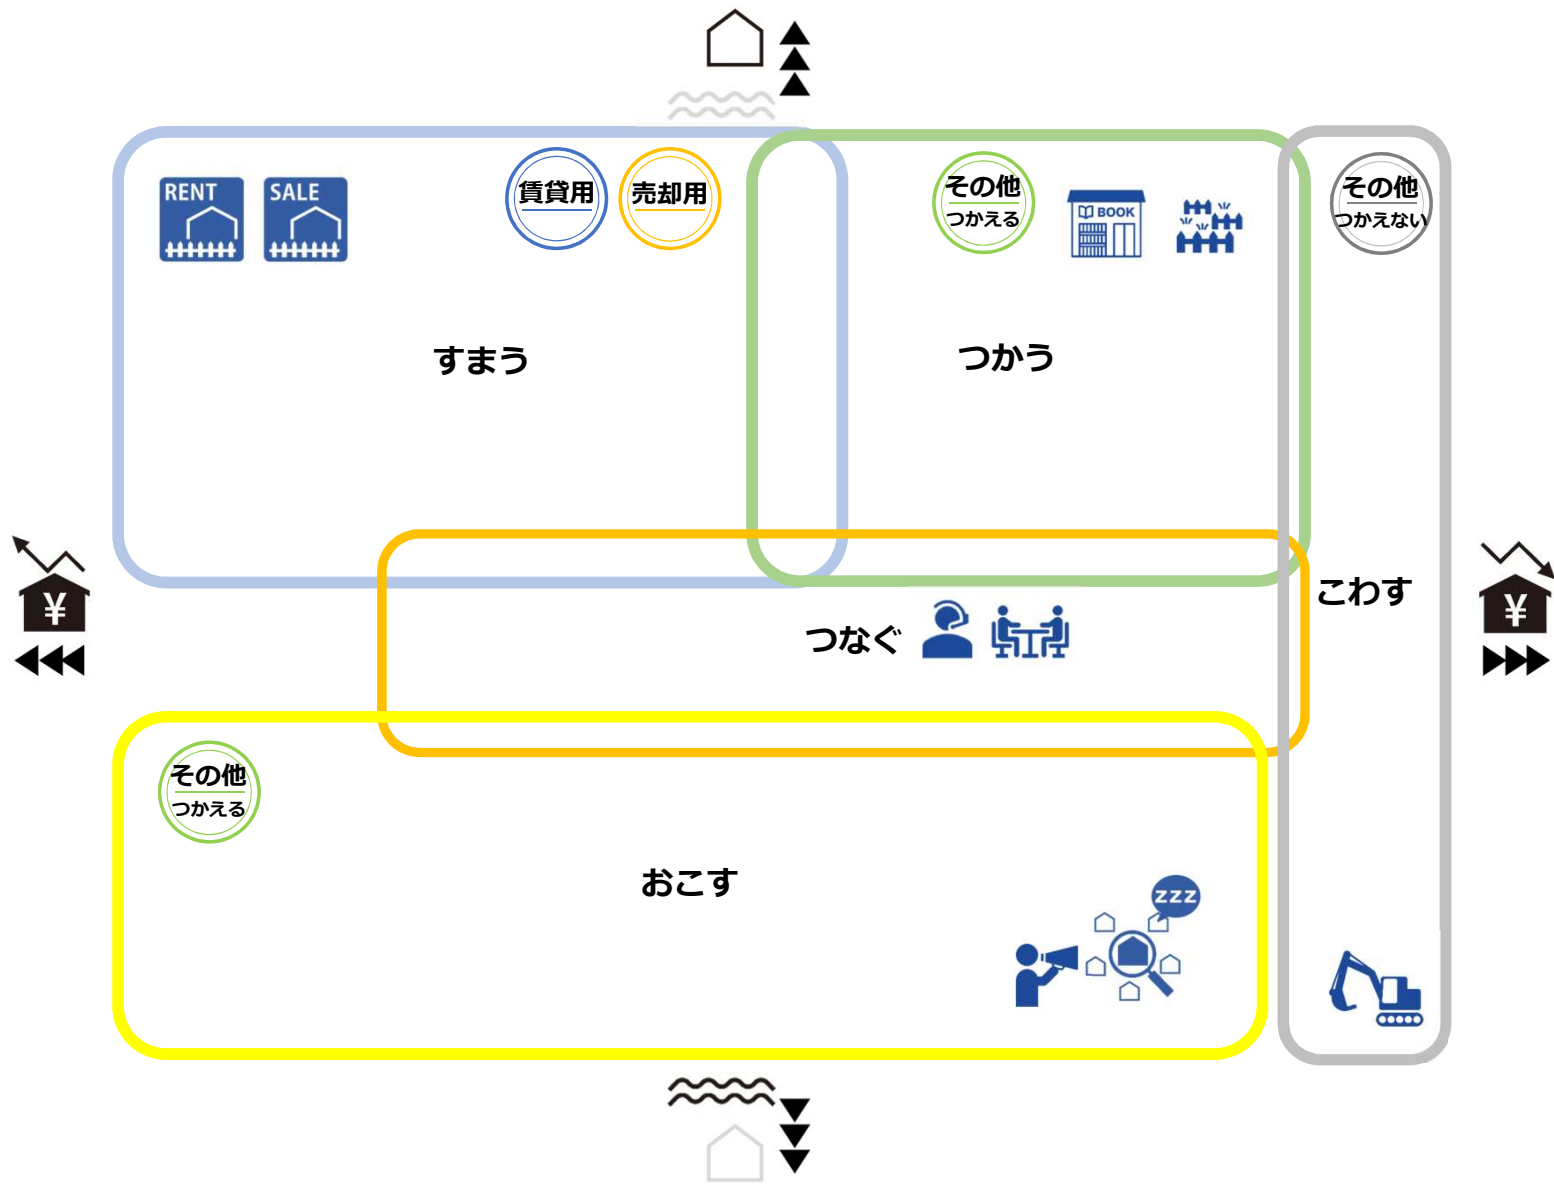 RENT
SALE
賃貸用
売却用
その他
つかえる
BOOK
その他
つかえない
すまう
つかう
¥
こわす
¥
つなぐ
その他
つかえる
おこす
zzz